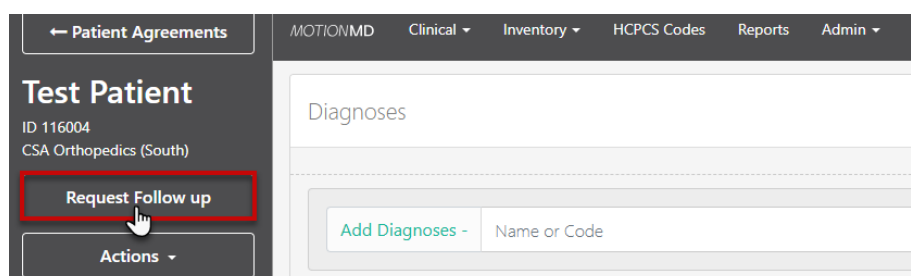 ← Patient Agreements
Test Patient
ID 116004
CSA Orthopedics (South)
Request Follow up
Actions
MOTIONMD Clinical Inventory HCPCS Codes Reports Admin
Diagnoses
Add Diagnoses - Name or Code